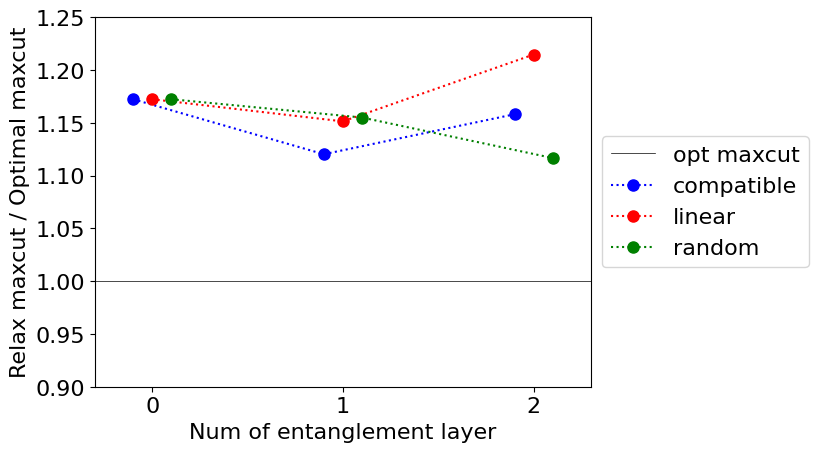 1.25
1.20
1.15
1.10
1.05
1.00
0.95
0.90
Relax maxcut / Optimal maxcut
0 1 2
Num of entanglement layer
opt maxcut
compatible
linear
random